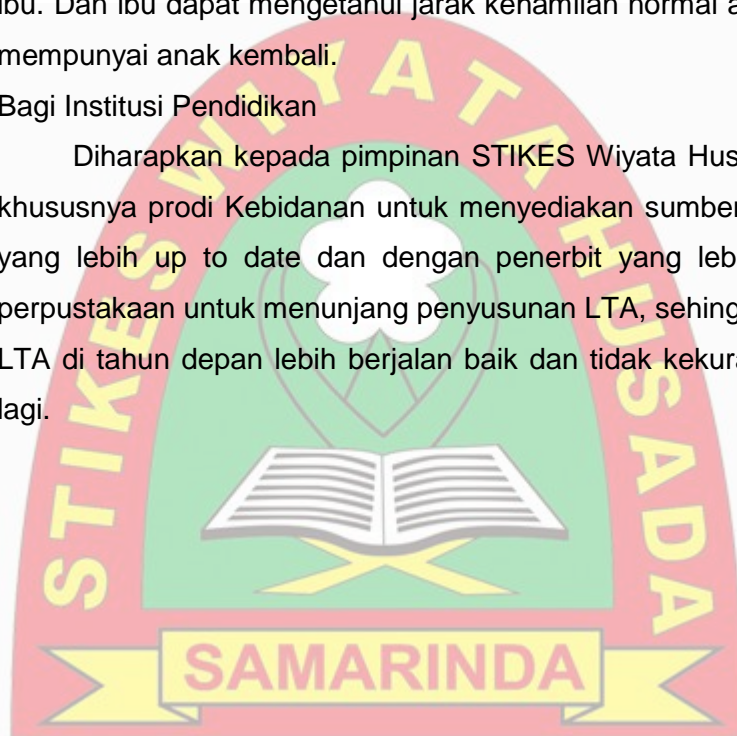 ibu. Dan ibu dapat mengetahui jarak kehamilan normal
mempunyai anak kembali.
Bagi Institusi Pendidikan
Diharapkan kepada pimpinan STIKES Wiyata Hus
khususnya prodi Kebidanan untuk menyediakan sumber
yang lebih up to date dan dengan penerbit yang leb
perpustakaan untuk menunjang penyusunan LTA, sehing
LTA di tahun depan lebih berjalan baik dan tidak kekura
lagi.
STIKES WIYATA HUSADA
SAMARINDA